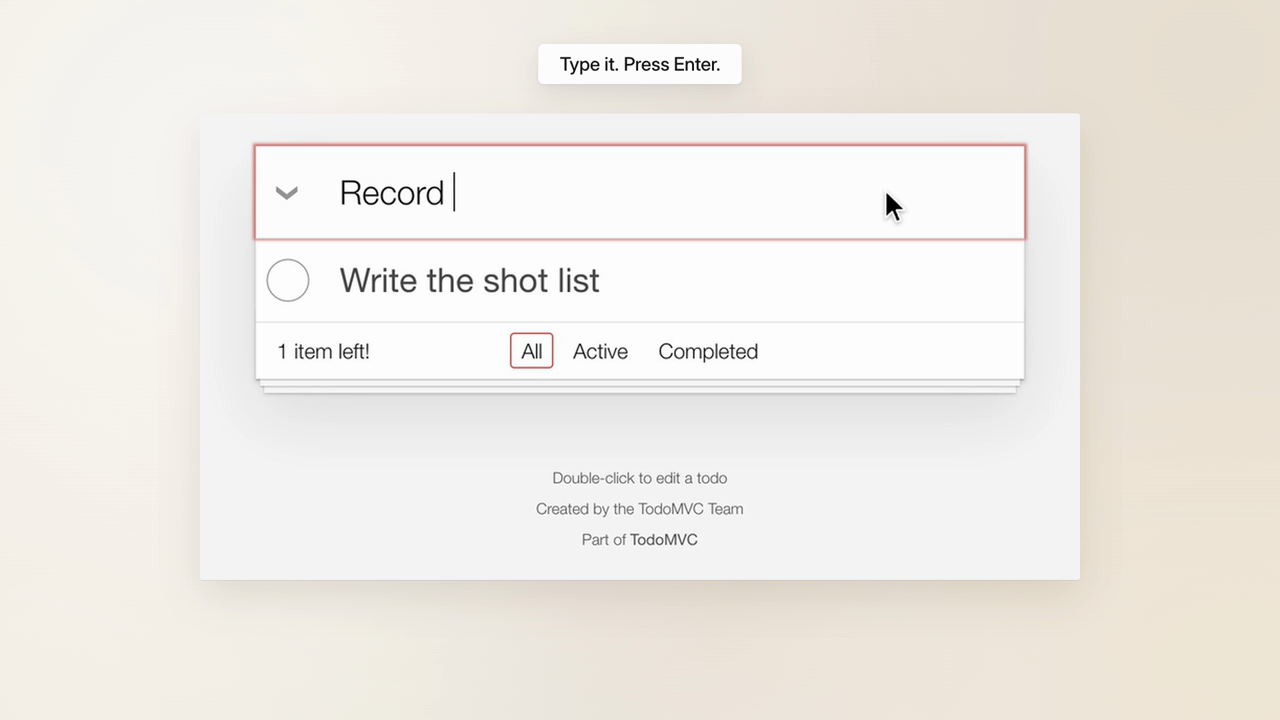 Type it. Press Enter.
Record
Write the shot list
1 item left!
All
Active
Completed
Double-click to edit a todo
Created by the TodoMVC Team
Part of TodoMVC